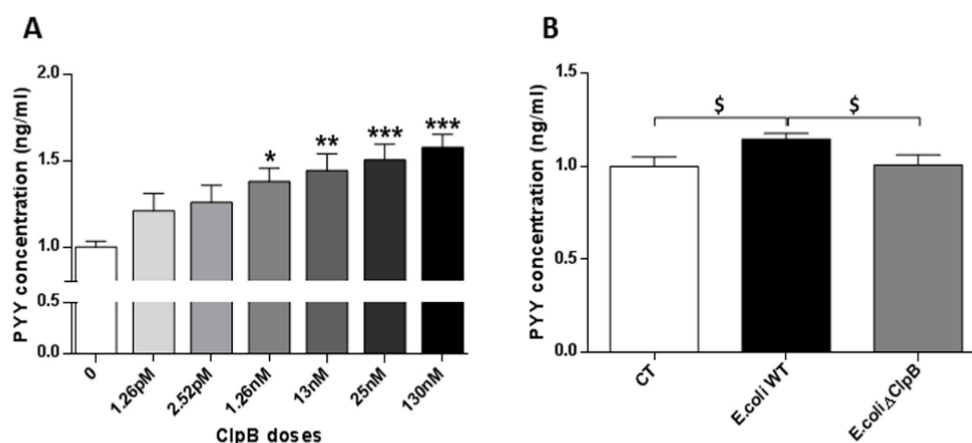 A
PYY concentration (ng/ml)
2.0
1.5
1.0
0.5
0.0
*
**
***
***
0
1.26pM
2.52pM
1.26nM
13nM
25nM
130nM
ClpB doses
B
PYY concentration (ng/ml)
1.5
1.0
0.5
0.0
$
$
CT
E.coli WT
E.coli△ClpB